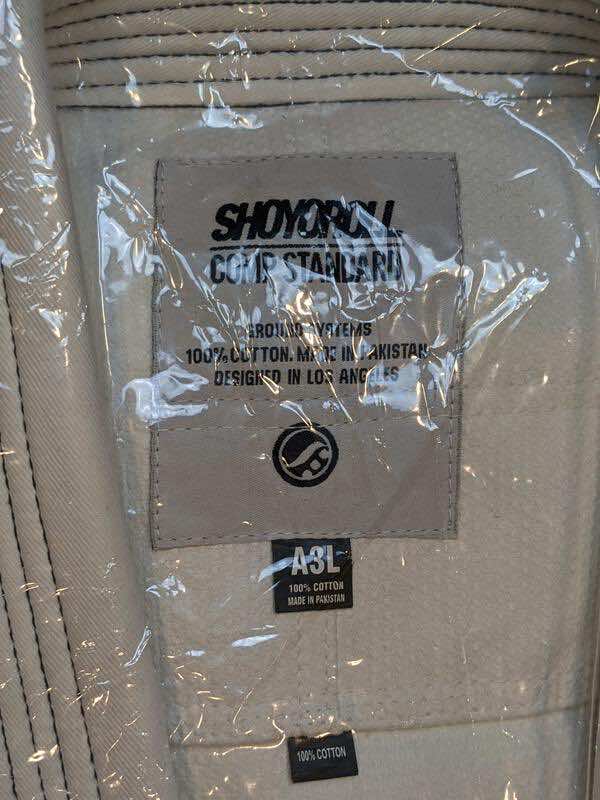 SHOYOROLL
COMP STANDARD
GROUND SYSTEMS
100% COTTON. MADE IN PAKISTAN
DESIGNED IN LOS ANGELES
A3L
100% COTTON
MADE IN PAKISTAN
100% COTTON